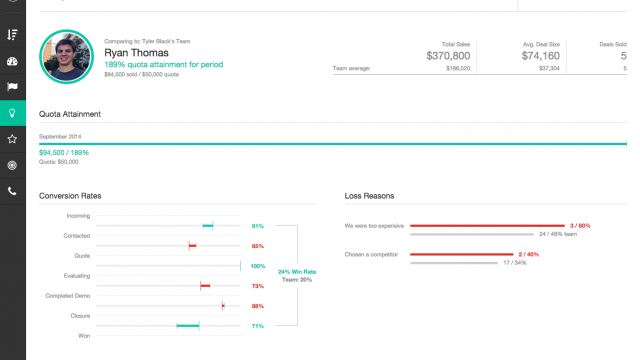 Comparing to: Tyler Black's Team
Ryan Thomas
189% quota attainment for period
$94,500 sold / $50,000 quota
Total Sales
Avg. Deal Size
Deals Sold
$370,800
$74,160
5
Team average:
$186,520
$37,304
5
Quota Attainment
September 2014
$94,500 / 189%
Quota: $50,000
Conversion Rates
Incoming
81%
Contacted
65%
Quote
100%
Evaluating
73%
Completed Demo
88%
Closure
71%
Won
24% Win Rate
Team: 20%
Loss Reasons
We were too expensive
3 / 60%
24 / 48% team
Chosen a competitor
2 / 40%
17 / 34%